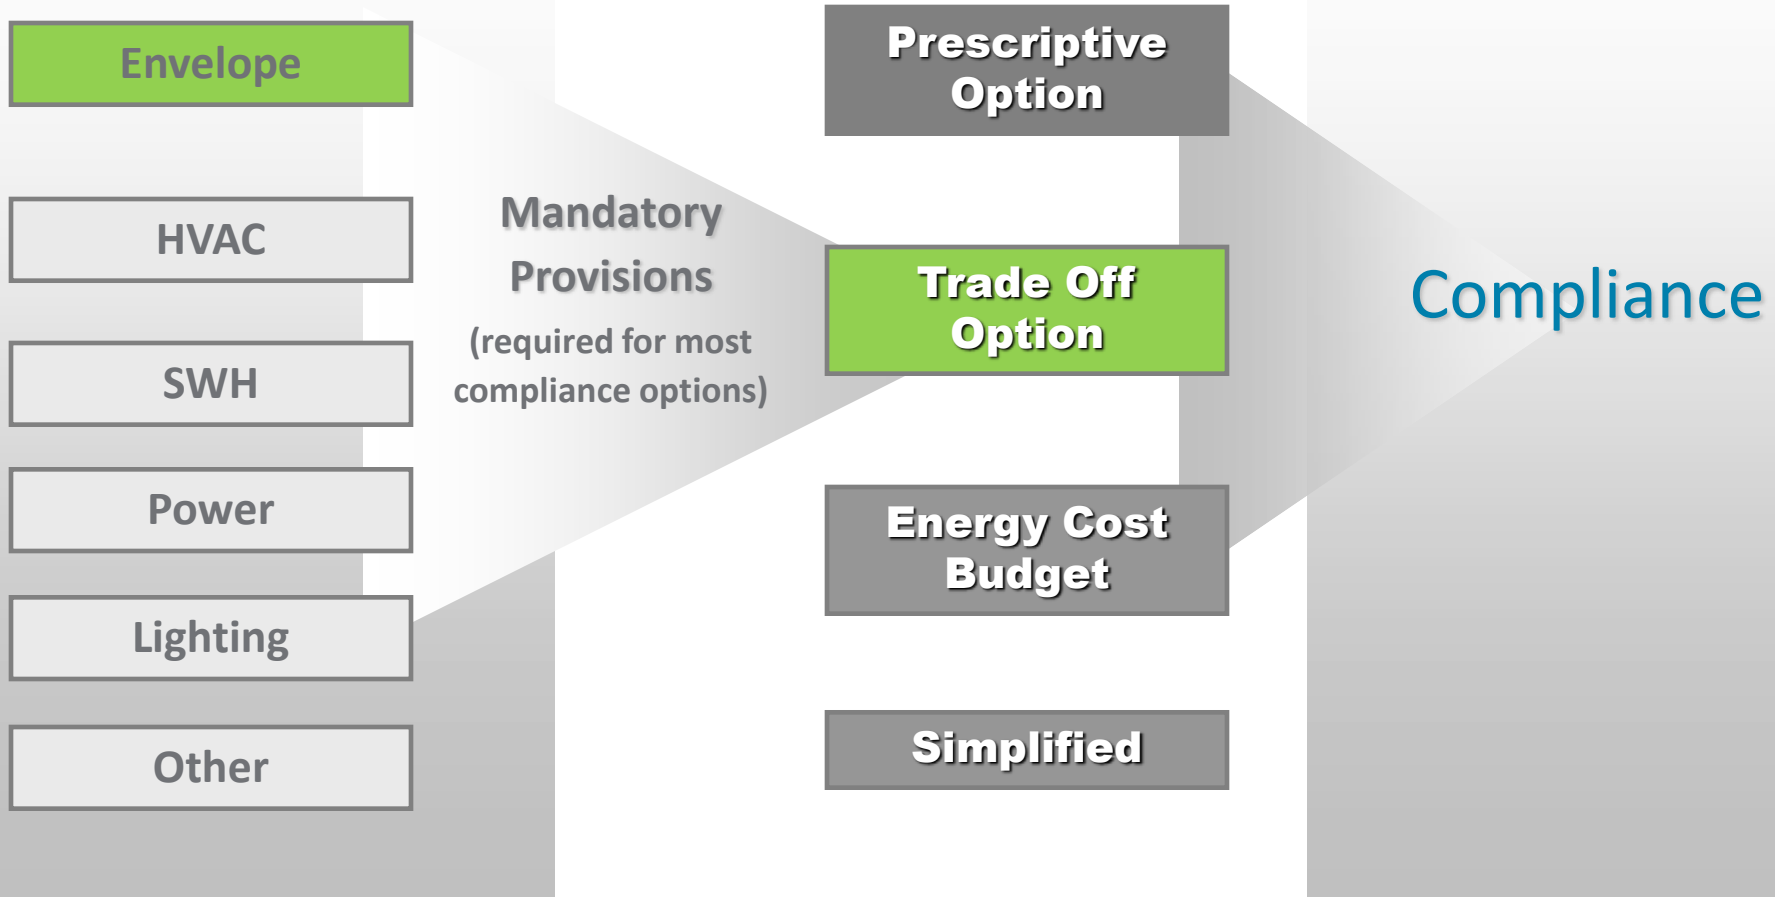 Envelope
HVAC
SWH
Power
Lighting
Other
Mandatory
Provisions
(required for most
compliance options)
Prescriptive
Option
Trade Off
Option
Energy Cost
Budget
Simplified
Compliance